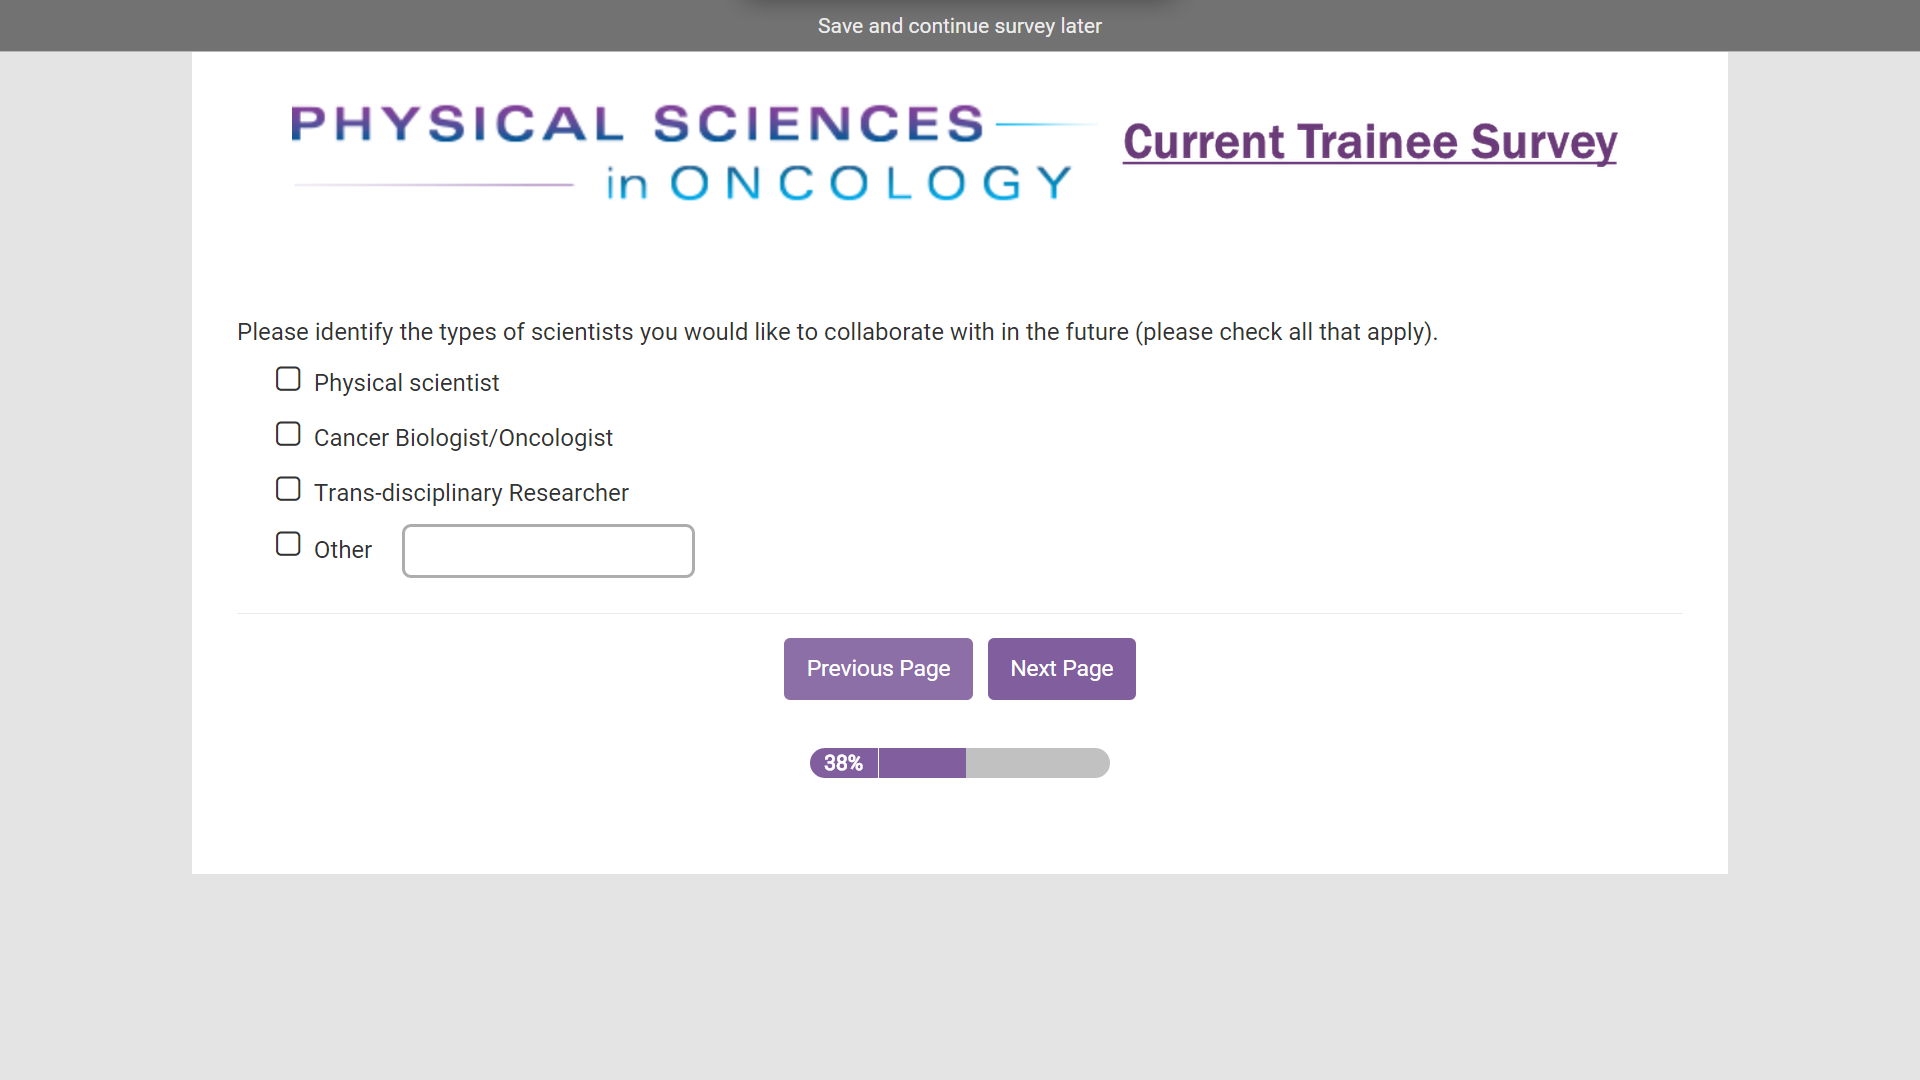 Save and continue survey later
PHYSICAL SCIENCES
in ONCOLOGY
Current Trainee Survey
Please identify the types of scientists you would like to collaborate with in the future (please check all that apply).
Physical scientist
Cancer Biologist/Oncologist
Trans-disciplinary Researcher
Other
Previous Page
Next Page
38%